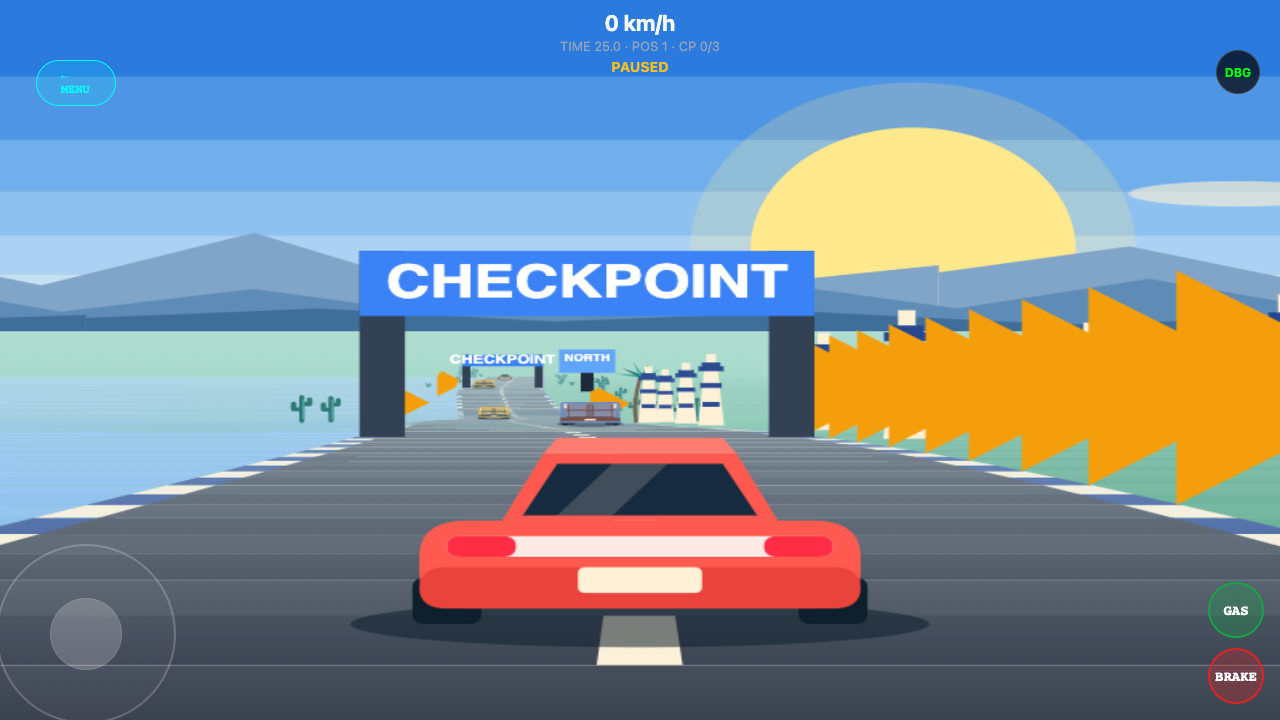 0 km/h
TIME 25.0 · POS 1 · CP 0/3
PAUSED
←
MENU
DBG
CHECKPOINT
CHECKPOINT
NORTH
GAS
BRAKE